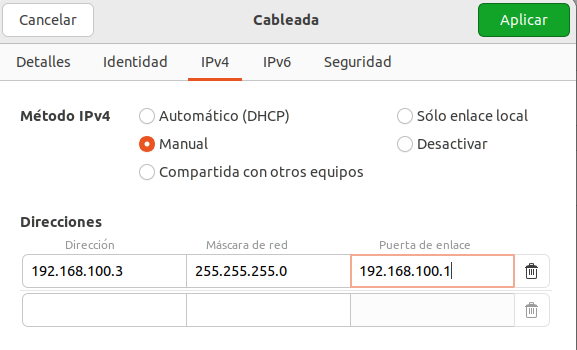 Cancelar Cableada Aplicar
Detalles Identidad IPv4 IPv6 Seguridad
Método IPv4 Automático (DHCP) Sólo enlace local
Manual Desactivar
Compartida con otros equipos
Direcciones
Dirección Máscara de red Puerta de enlace
192.168.100.3 255.255.255.0 192.168.100.1